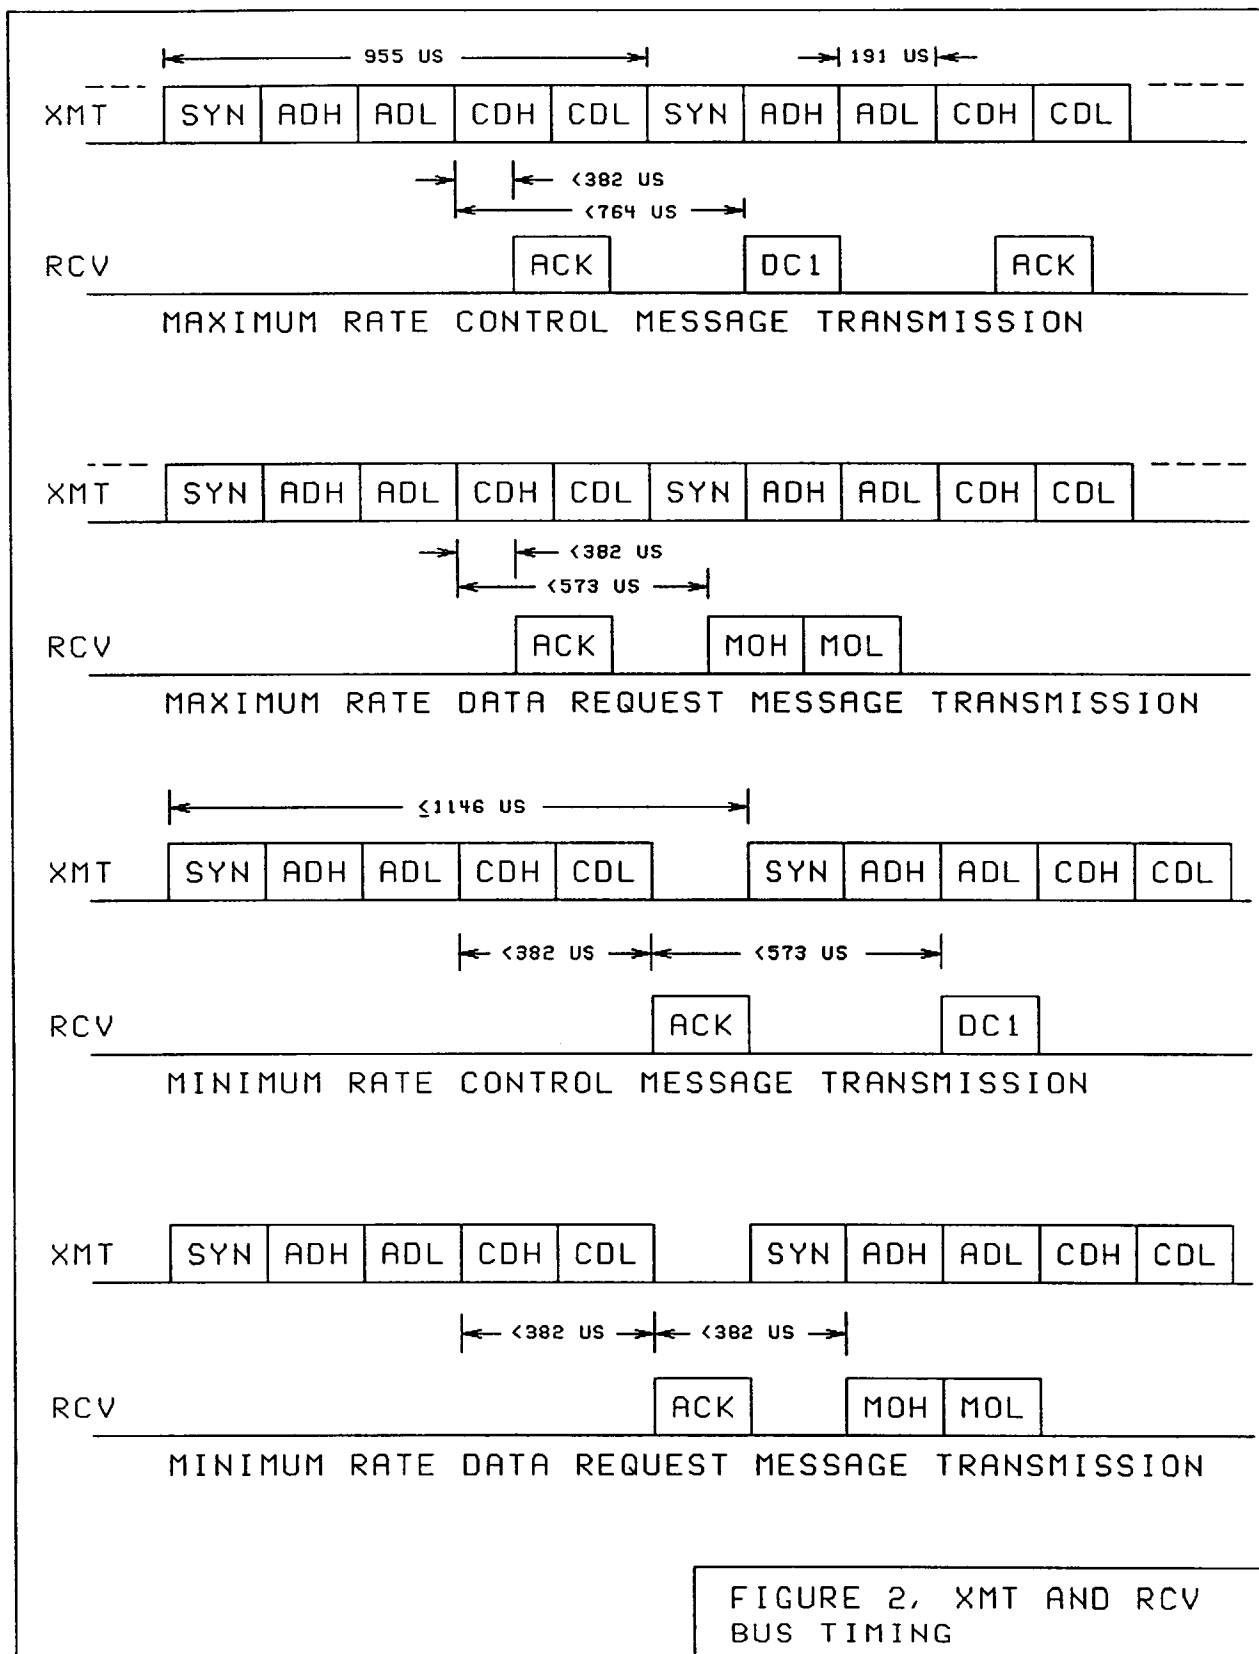 955 US 191 US
XMT SYN ADH ADL CDH CDL SYN ADH ADL CDH CDL
<382 US
<764 US
RCV ACK DC1 ACK
MAXIMUM RATE CONTROL MESSAGE TRANSMISSION
XMT SYN ADH ADL CDH CDL SYN ADH ADL CDH CDL
<382 US
<573 US
RCV ACK MOH MOL
MAXIMUM RATE DATA REQUEST MESSAGE TRANSMISSION
≤1146 US
XMT SYN ADH ADL CDH CDL SYN ADH ADL CDH CDL
<382 US <573 US
RCV ACK DC1
MINIMUM RATE CONTROL MESSAGE TRANSMISSION
XMT SYN ADH ADL CDH CDL SYN ADH ADL CDH CDL
<382 US <382 US
RCV ACK MOH MOL
MINIMUM RATE DATA REQUEST MESSAGE TRANSMISSION
FIGURE 2, XMT AND RCV
BUS TIMING